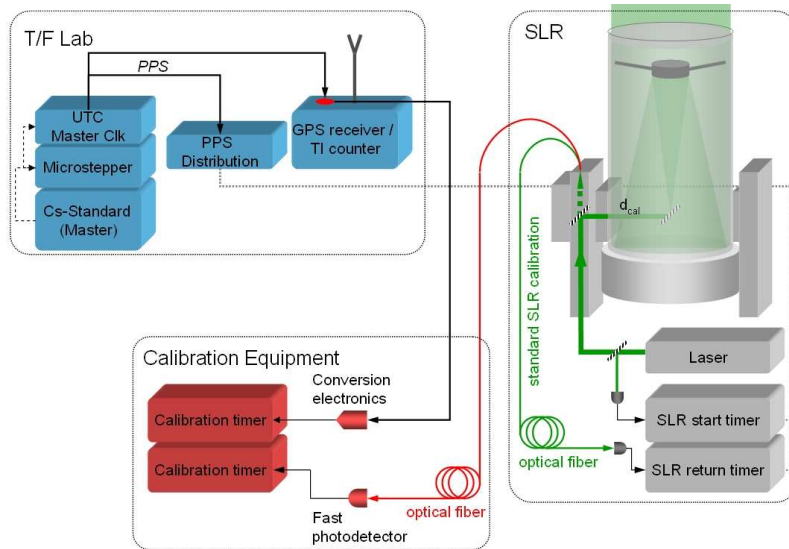 T/F Lab
PPS
UTC
Master Clk
Microstepper
Cs-Standard
(Master)
PPS
Distribution
GPS receiver /
TI counter
SLR
d_cal
standard SLR calibration
Laser
SLR start timer
SLR return timer
optical fiber
Calibration Equipment
Conversion
electronics
Calibration timer
Calibration timer
Fast
photodetector
optical fiber